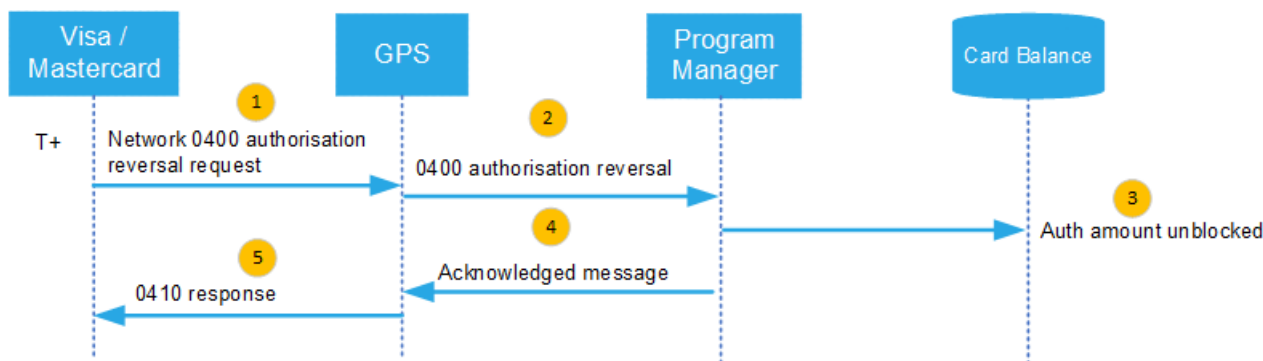 Visa /
Mastercard
GPS
Program
Manager
Card Balance
1
2
T+
Network 0400 authorisation
reversal request
0400 authorisation reversal
3
Auth amount unblocked
4
Acknowledged message
5
0410 response